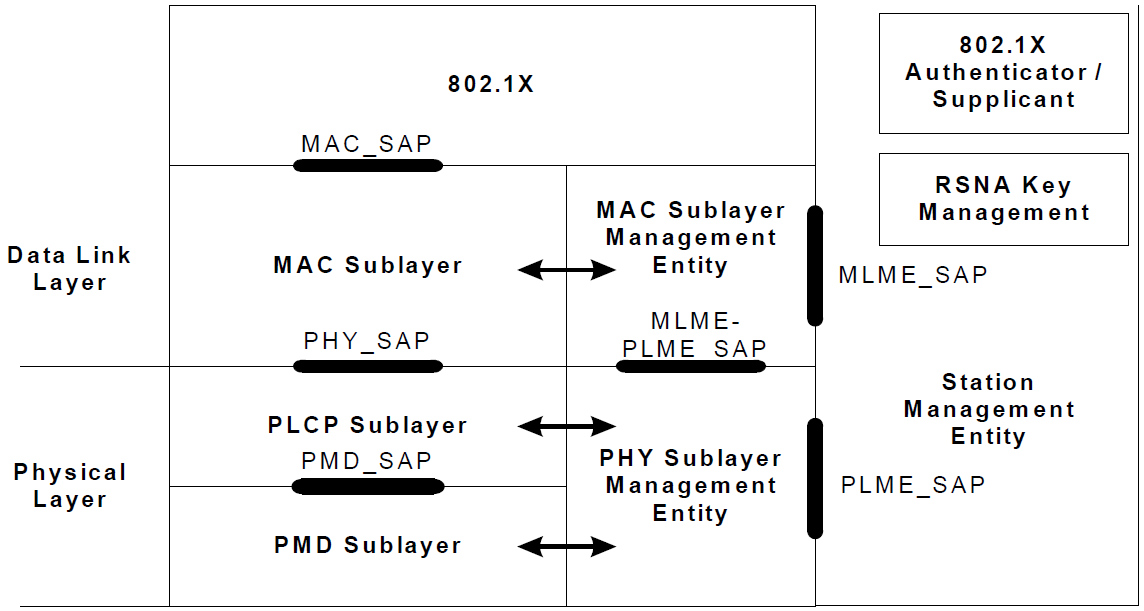 802.1X
802.1X
Authenticator /
Supplicant
MAC_SAP
RSNA Key
Management
Data Link
Layer
MAC Sublayer
MAC Sublayer
Management
Entity
MLME_SAP
PHY_SAP
MLME-
PLME_SAP
Station
Management
Entity
Physical
Layer
PLCP Sublayer
PMD_SAP
PHY Sublayer
Management
Entity
PLME_SAP
PMD Sublayer